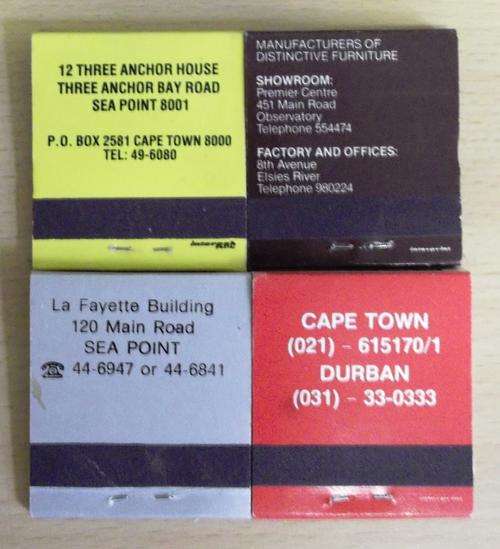 12 THREE ANCHOR HOUSE
THREE ANCHOR BAY ROAD
SEA POINT 8001
P.O. BOX 2581 CAPE TOWN 8000
TEL: 49-6080
MANUFACTURERS OF
DISTINCTIVE FURNITURE
SHOWROOM:
Premier Centre
451 Main Road
Observatory
Telephone 554474
FACTORY AND OFFICES:
8th Avenue
Elsies River
Telephone 980224
La Fayette Building
120 Main Road
SEA POINT
☎ 44-6947 or 44-6841
CAPE TOWN
(021) - 615170/1
DURBAN
(031) - 33-0333